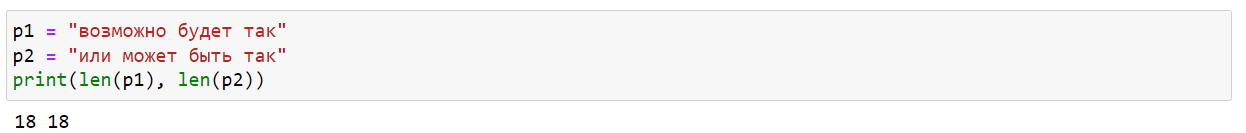 p1 = "возможно будет так"
p2 = "или может быть так"
print(len(p1), len(p2))
18 18